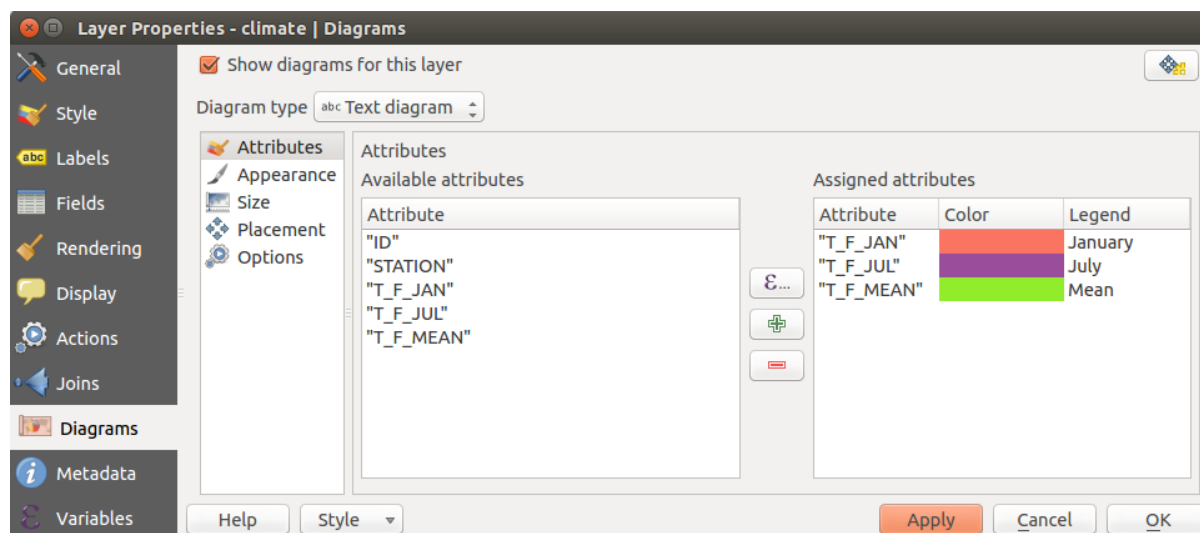 Layer Properties - climate | Diagrams
General
Style
abc Labels
Fields
Rendering
Display
Actions
Joins
Diagrams
Metadata
Variables
Show diagrams for this layer
Diagram type abc Text diagram
Attributes
Appearance
Size
Placement
Options
Attributes
Available attributes
Attribute
"ID"
"STATION"
"T_F_JAN"
"T_F_JUL"
"T_F_MEAN"
ε...
Assigned attributes
Attribute Color Legend
"T_F_JAN" January
"T_F_JUL" July
"T_F_MEAN" Mean
Help Style Apply Cancel OK